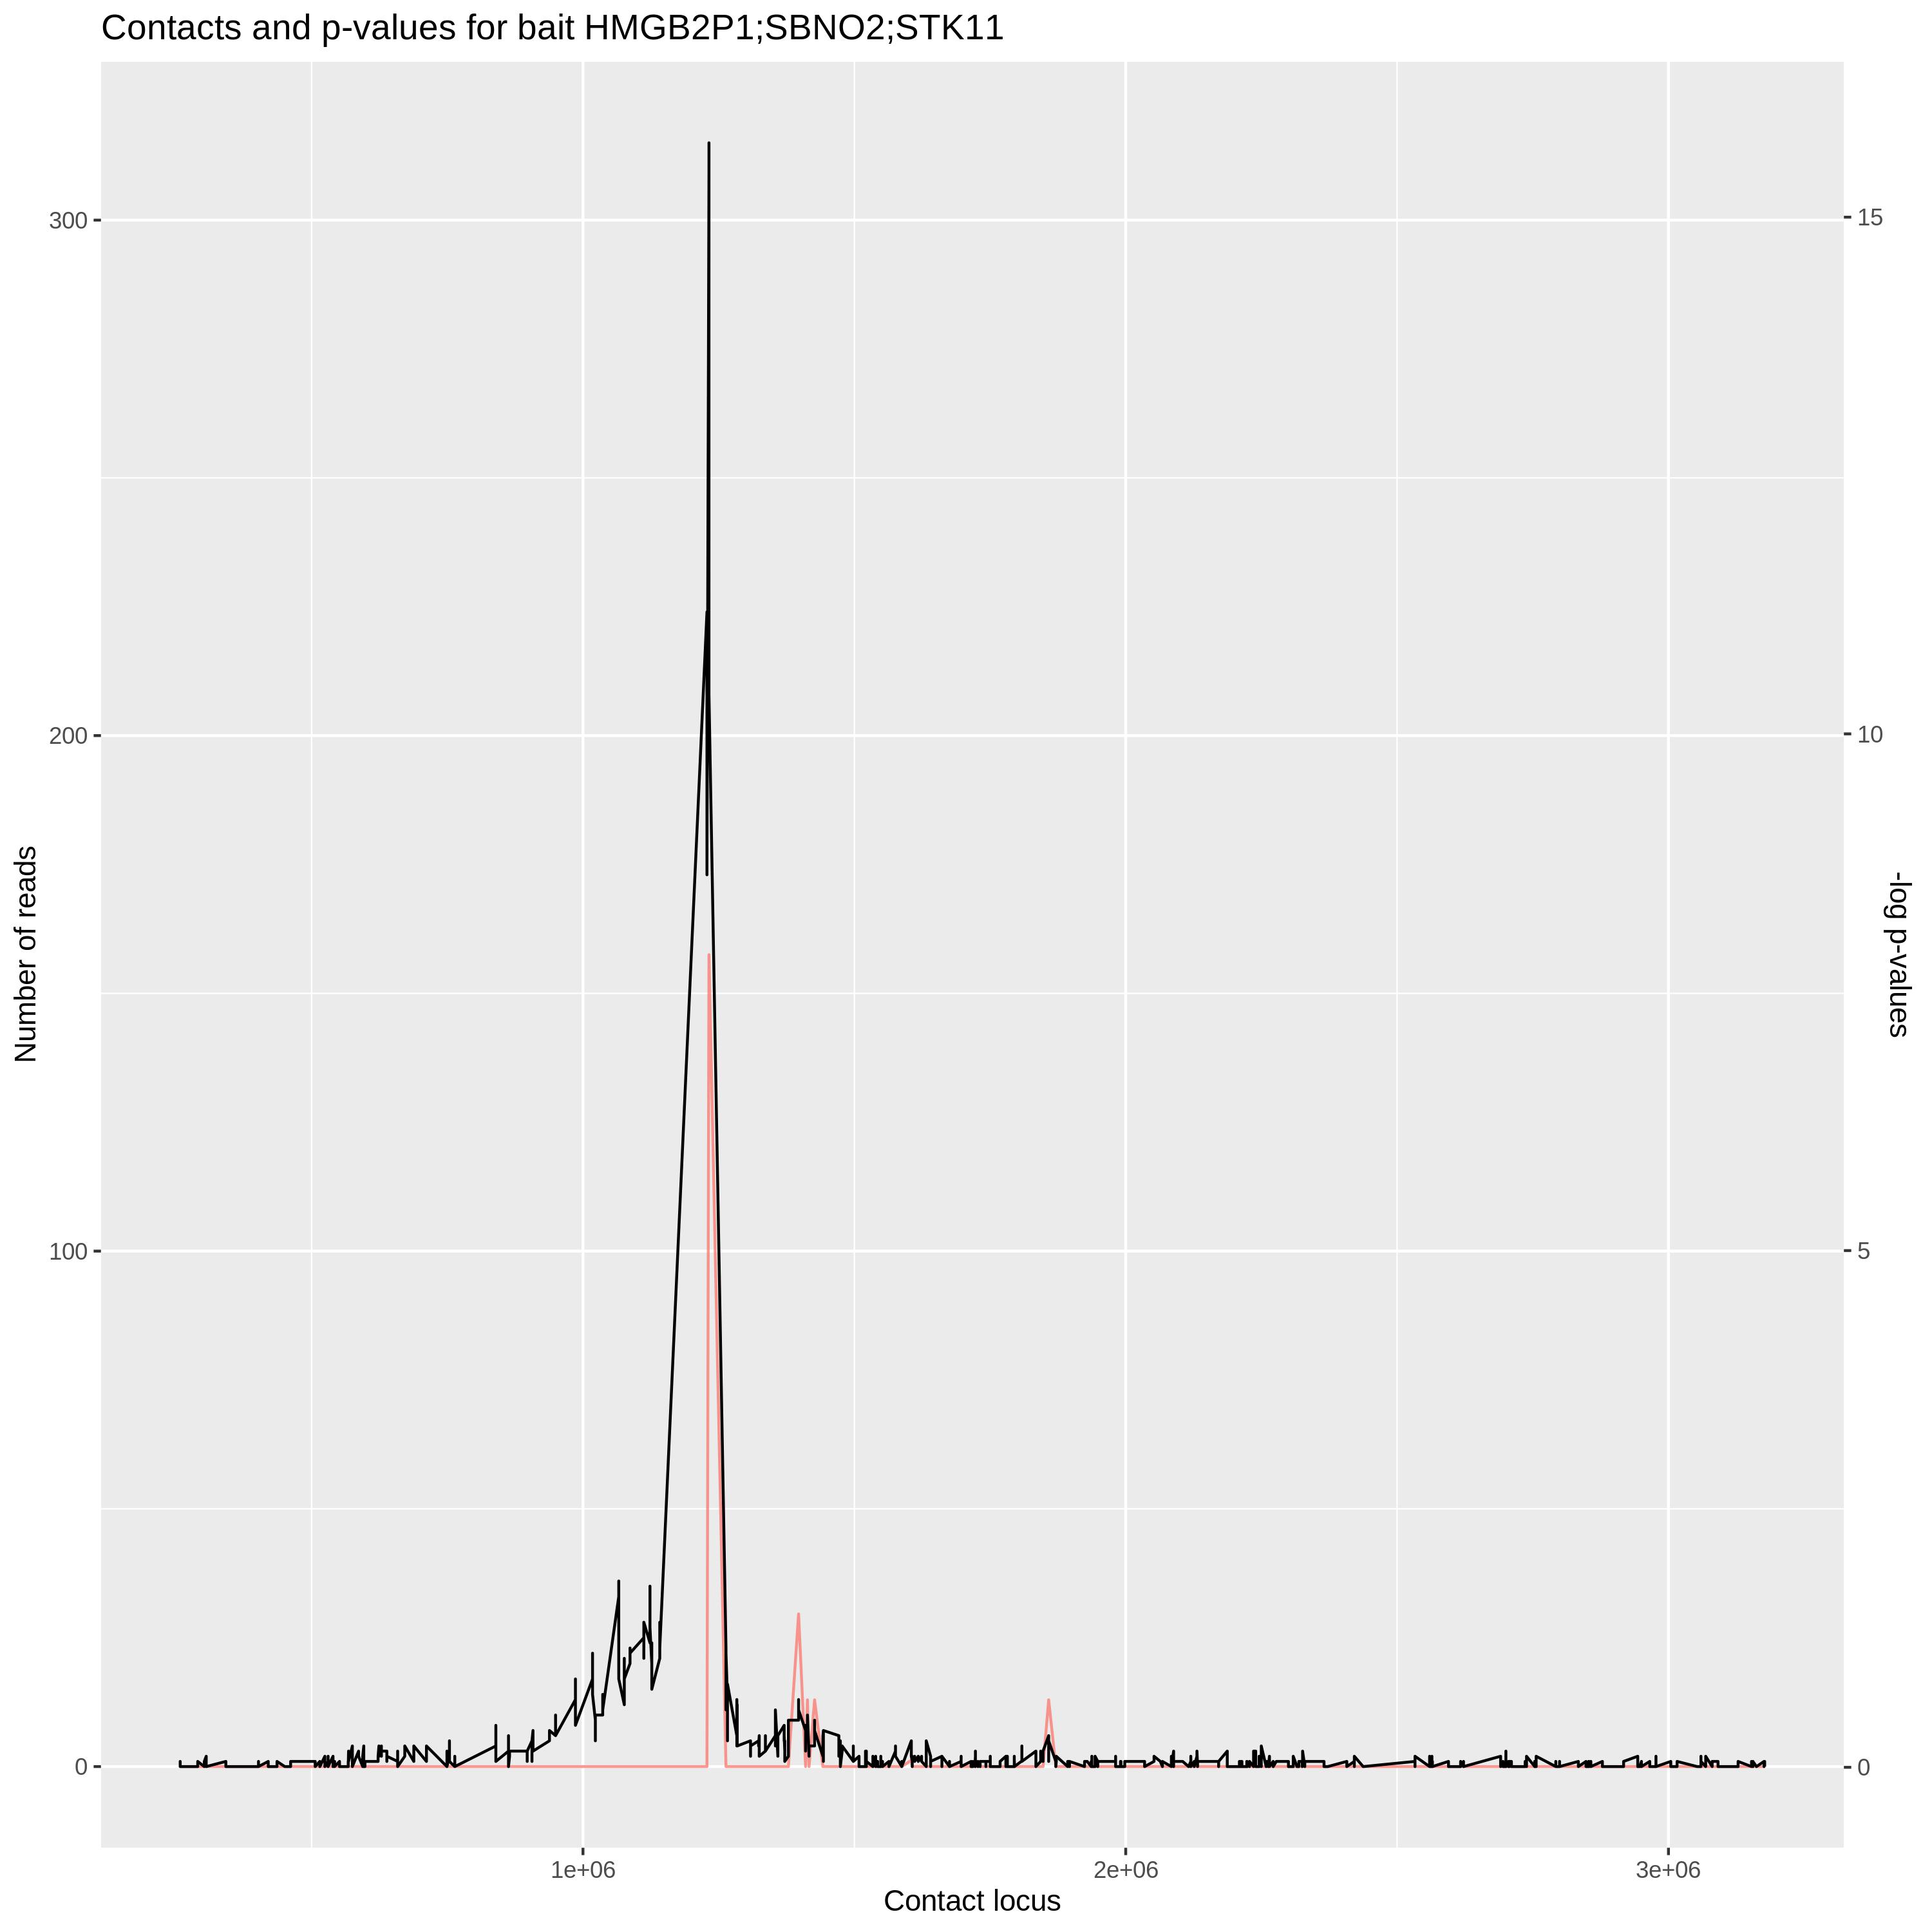 Contacts and p-values for bait HMGB2P1;SBNO2;STK11
300
200
100
0
Number of reads
15
10
5
0
-log p-values
1e+06
2e+06
3e+06
Contact locus